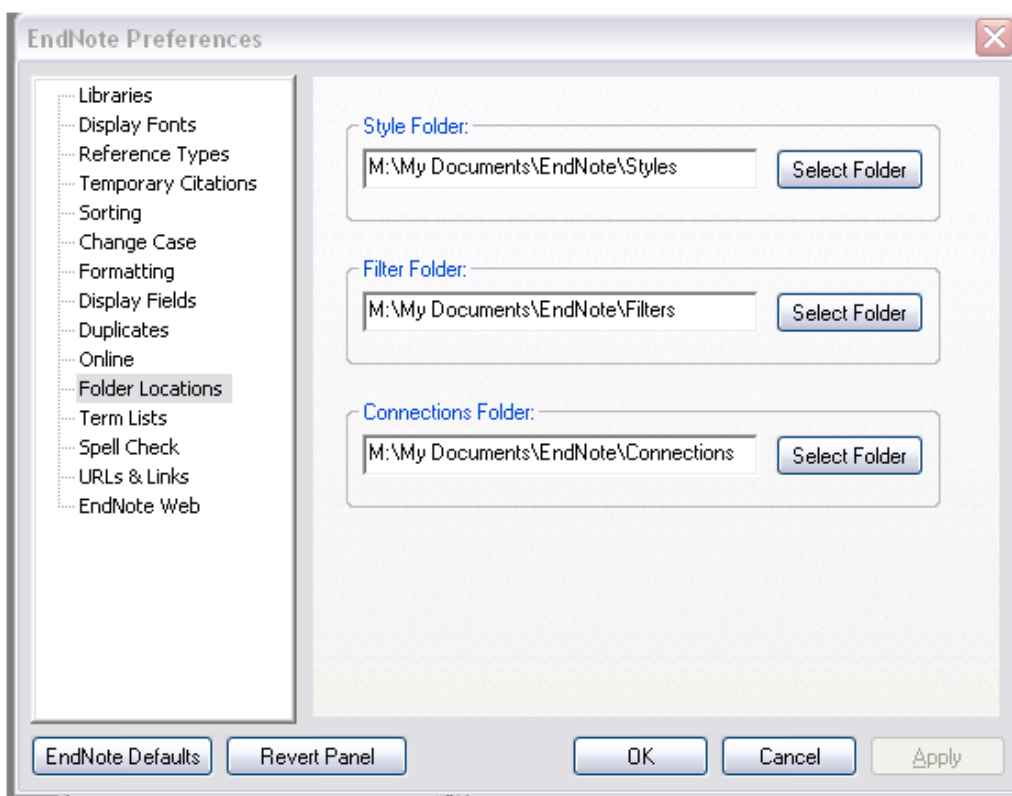 EndNote Preferences
Libraries
Display Fonts
Reference Types
Temporary Citations
Sorting
Change Case
Formatting
Display Fields
Duplicates
Online
Folder Locations
Term Lists
Spell Check
URLs & Links
EndNote Web
Style Folder:
M:\My Documents\EndNote\Styles
Select Folder
Filter Folder:
M:\My Documents\EndNote\Filters
Select Folder
Connections Folder:
M:\My Documents\EndNote\Connections
Select Folder
EndNote Defaults
Revert Panel
OK
Cancel
Apply